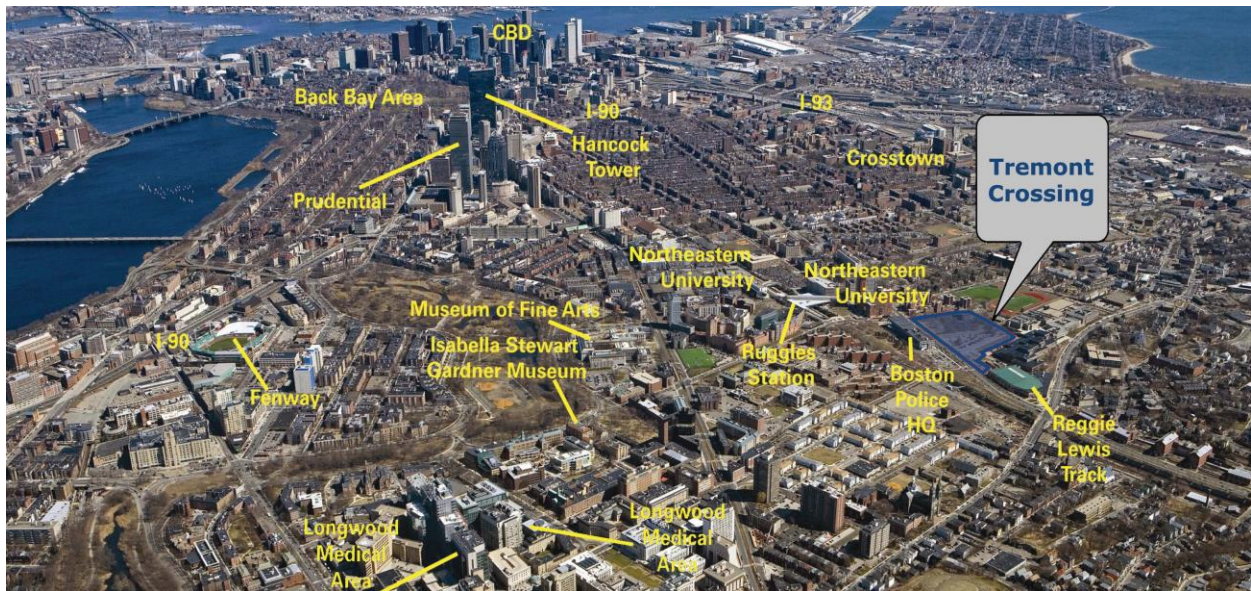 CBD
Back Bay Area
I-90
I-93
Hancock
Tower
Crosstown
Tremont
Crossing
Prudential
Northeastern
University
Northeastern
University
Museum of Fine Arts
Isabella Stewart
Gardner Museum
I-90
Fenway
Ruggles
Station
Boston
Police
HQ
Reggie
Lewis
Track
Longwood
Medical
Area
Longwood
Medical
Area